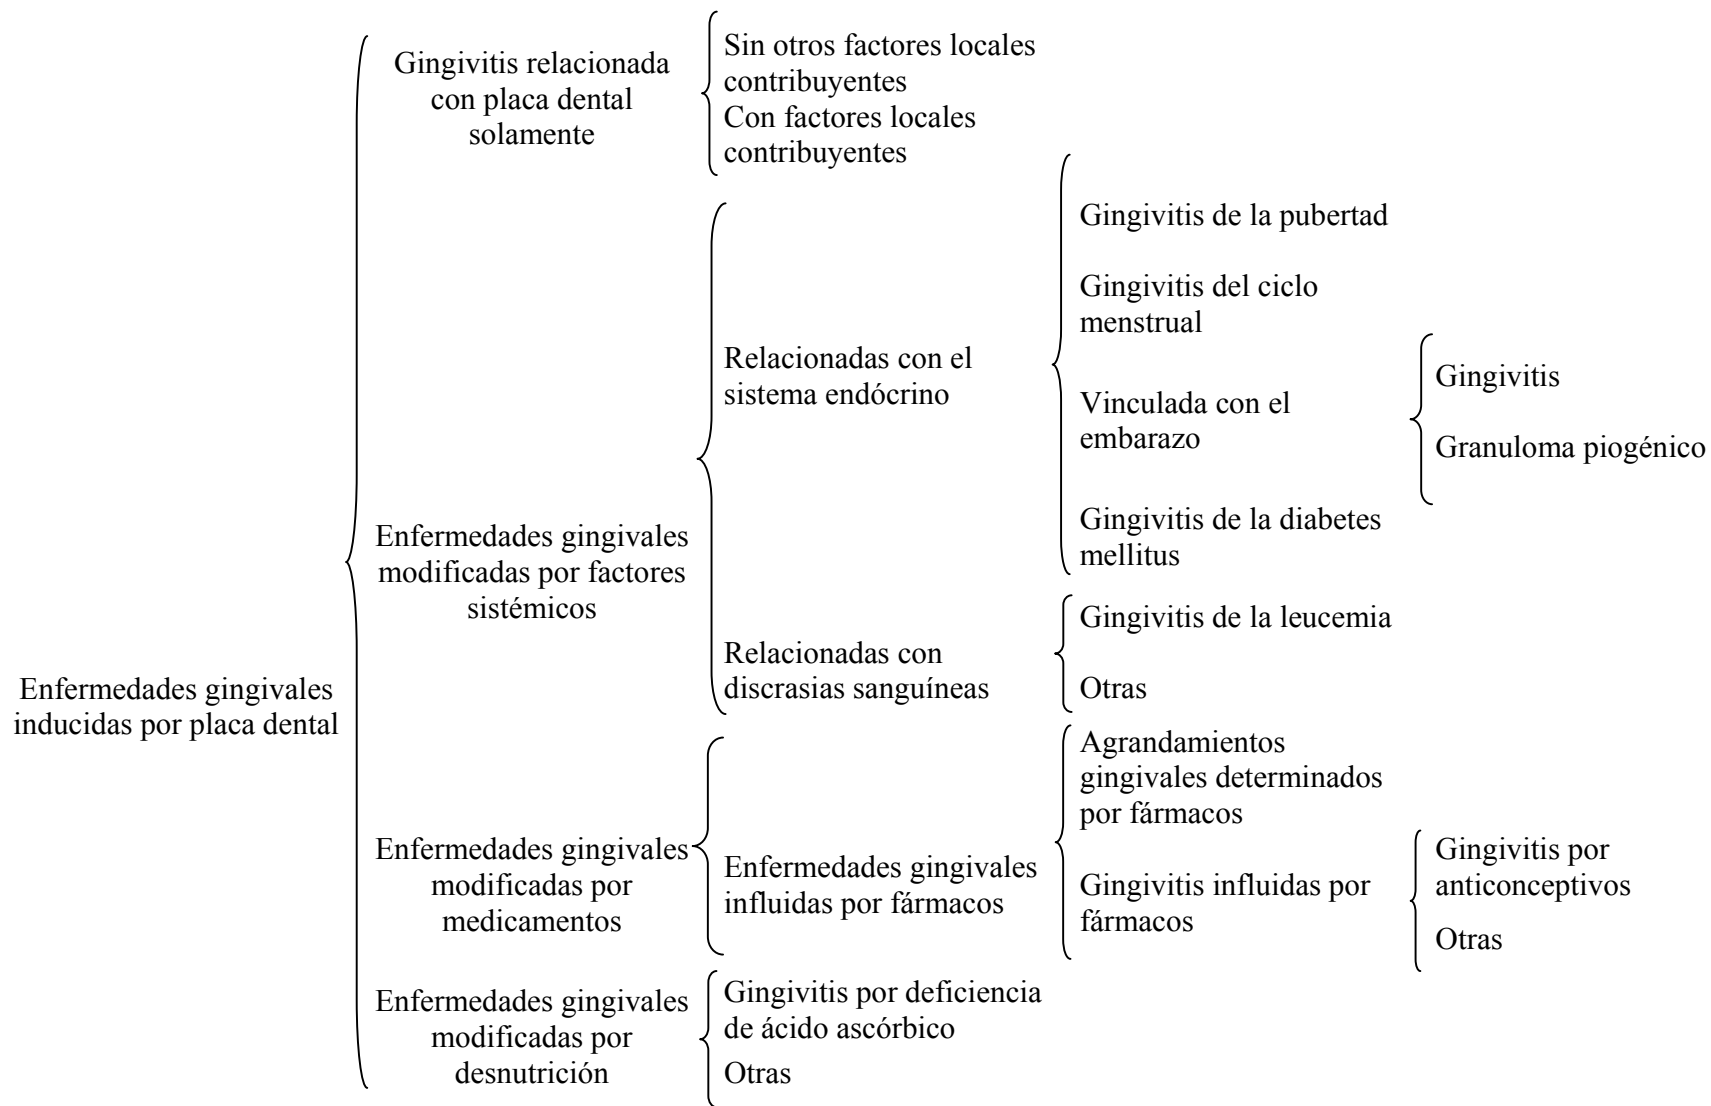 Enfermedades gingivales
inducidas por placa dental
Gingivitis relacionada
con placa dental
solamente
Sin otros factores locales
contribuyentes
Con factores locales
contribuyentes
Enfermedades gingivales
modificadas por factores
sistémicos
Relacionadas con el
sistema endócrino
Gingivitis de la pubertad
Gingivitis del ciclo
menstrual
Vinculada con el
embarazo
Gingivitis
Granuloma piogénico
Gingivitis de la diabetes
mellitus
Relacionadas con
discrasias sanguíneas
Gingivitis de la leucemia
Otras
Enfermedades gingivales
modificadas por
medicamentos
Enfermedades gingivales
influidas por fármacos
Agrandamientos
gingivales determinados
por fármacos
Gingivitis influidas por
fármacos
Gingivitis por
anticonceptivos
Otras
Enfermedades gingivales
modificadas por
desnutrición
Gingivitis por deficiencia
de ácido ascórbico
Otras